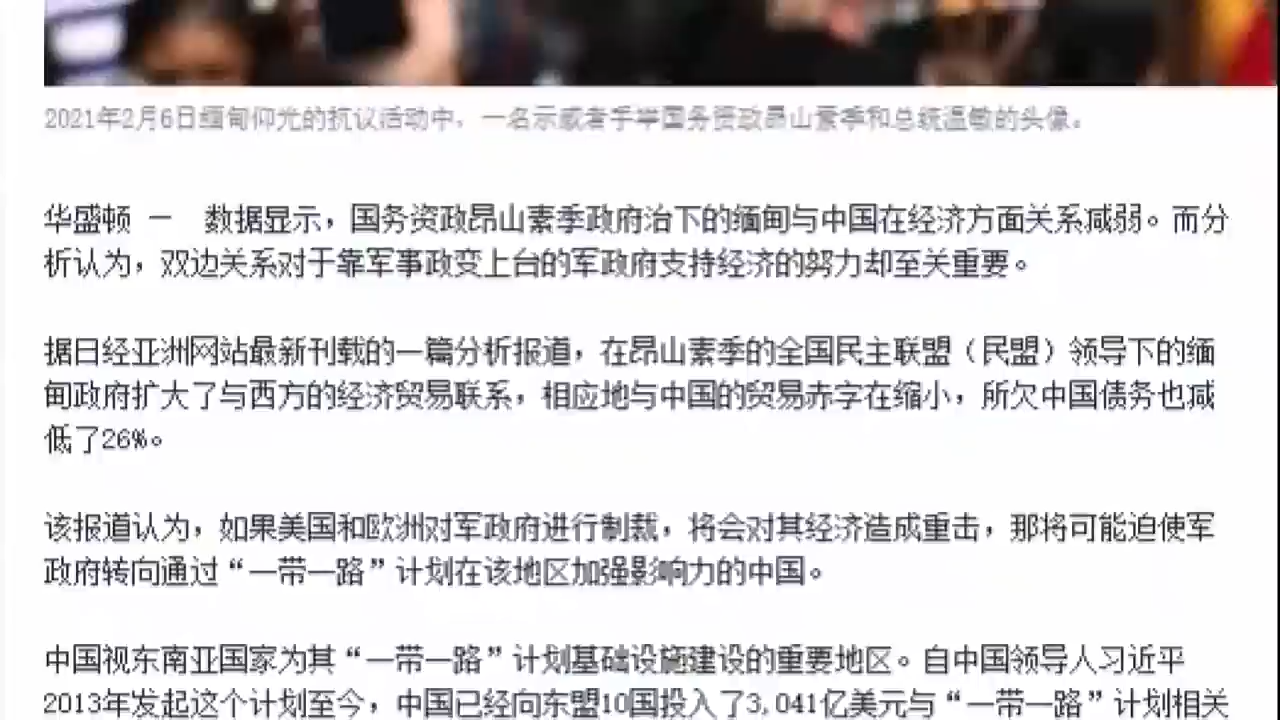 2021年2月6日缅甸仰光的抗议活动中，一名示威者手举国务资政昂山素季和总统温敏的头像。
华盛顿 — 数据显示，国务资政昂山素季政府治下的缅甸与中国在经济方面关系减弱。而分
析认为，双边关系对于靠军事政变上台的军政府支持经济的努力却至关重要。
据日经亚洲网站最新刊载的一篇分析报道，在昂山素季的全国民主联盟（民盟）领导下的缅
甸政府扩大了与西方的经济贸易联系，相应地与中国的贸易赤字在缩小，所欠中国债务也减
低了26%。
该报道认为，如果美国和欧洲对军政府进行制裁，将会对其经济造成重击，那将可能迫使军
政府转向通过“一带一路”计划在该地区加强影响力的中国。
中国视东南亚国家为其“一带一路”计划基础设施建设的重要地区。自中国领导人习近平
2013年发起这个计划至今，中国已经向东盟10国投入了3,041亿美元与“一带一路”计划相关